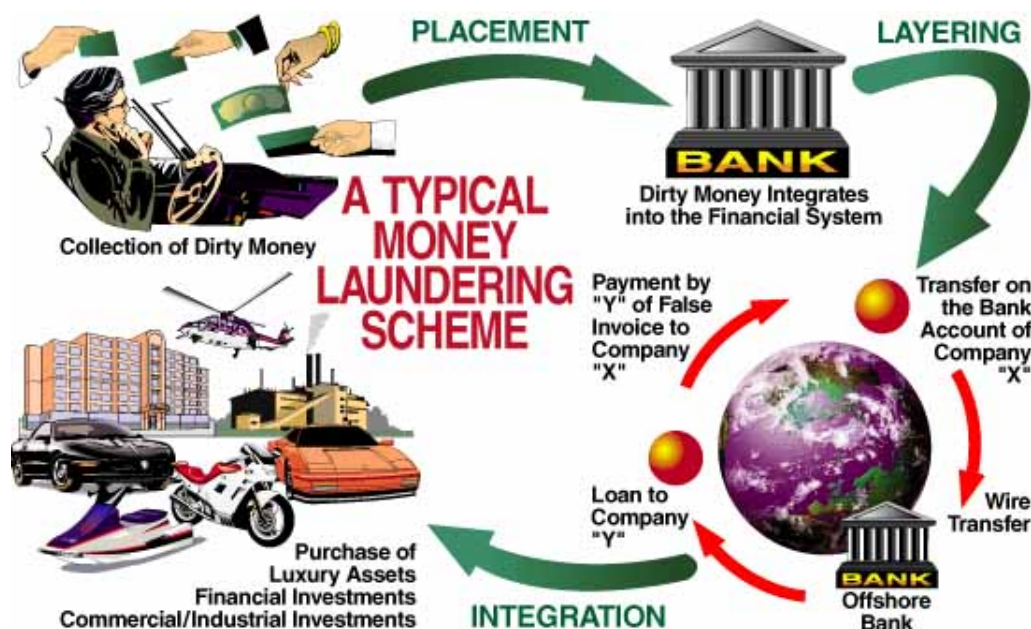 PLACEMENT
LAYERING
BANK
Dirty Money Integrates
into the Financial System
Collection of Dirty Money
A TYPICAL
MONEY
LAUNDERING
SCHEME
Payment by
"Y" of False
Invoice to
Company
"X"
Transfer on
the Bank
Account of
Company
"X"
Loan to
Company
"Y"
Wire
Transfer
BANK
Offshore
Bank
Purchase of
Luxury Assets
Financial Investments
Commercial/Industrial Investments
INTEGRATION